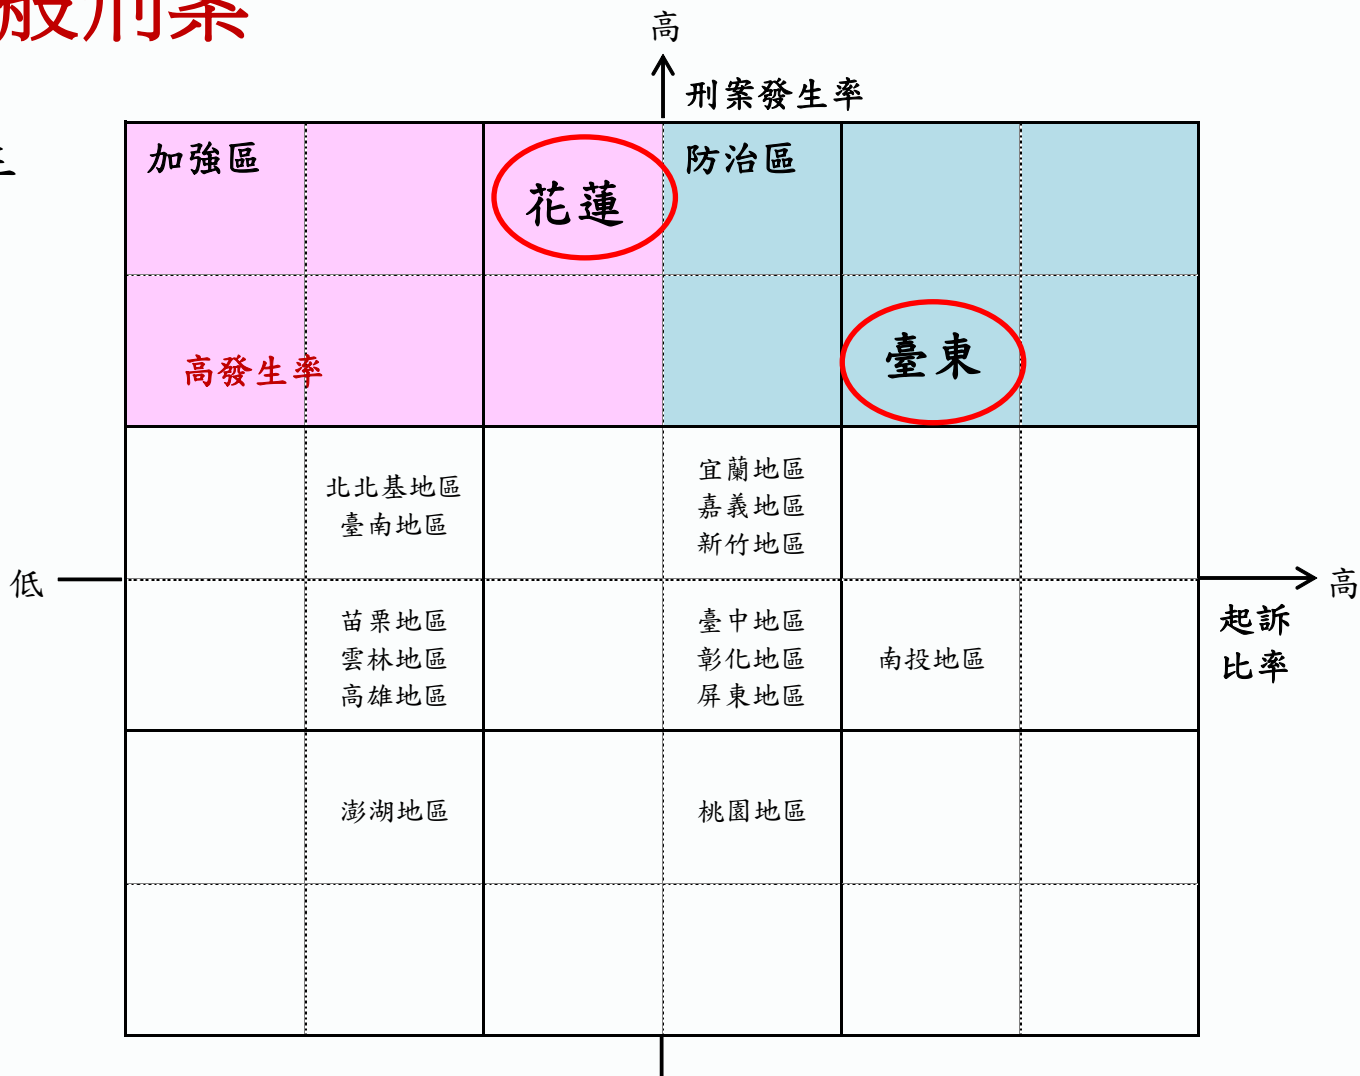 般刑案
高
刑案發生率
加強區
防治區
花蓮
臺東
高發生率
北北基地區
臺南地區
宜蘭地區
嘉義地區
新竹地區
低
高
起訴
比率
苗栗地區
雲林地區
高雄地區
臺中地區
彰化地區
屏東地區
南投地區
澎湖地區
桃園地區